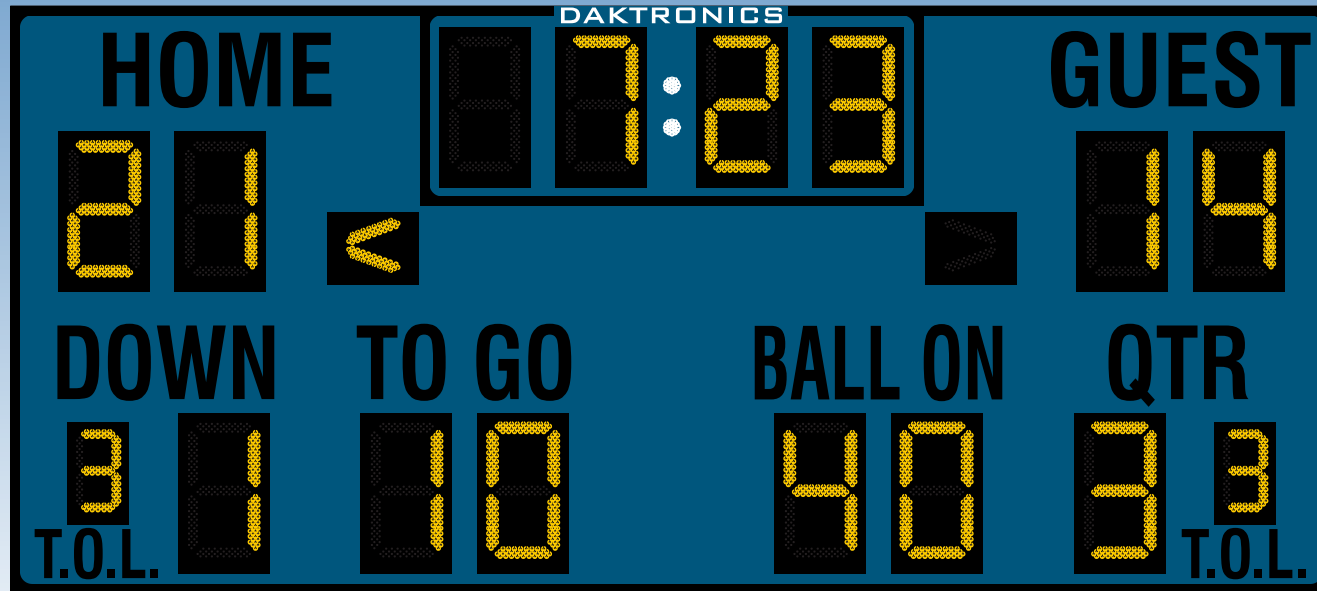 DAKTRONICS
HOME 7:23 GUEST
21 < 14
DOWN TO GO BALL ON QTR
3 1 10 40 3 3
T.O.L. T.O.L.